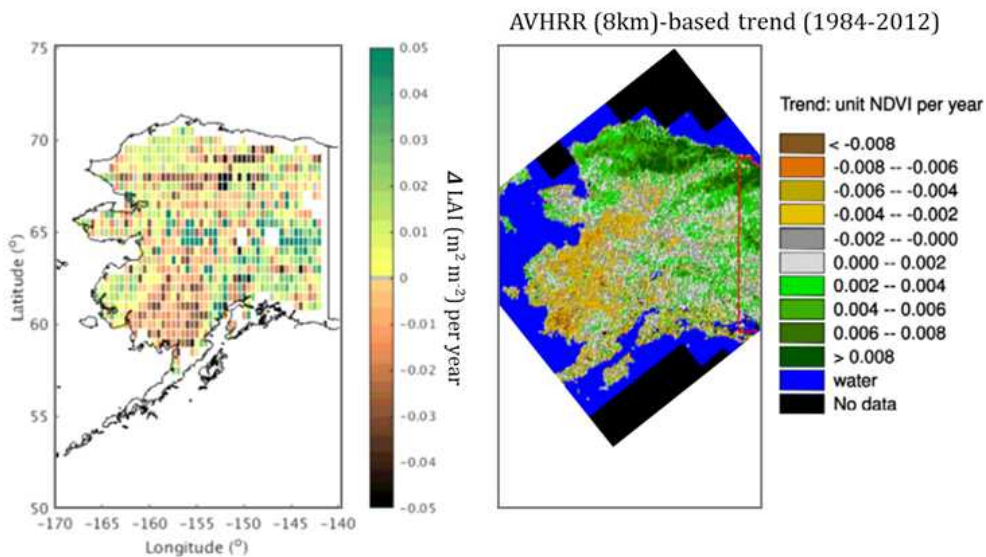 AVHRR (8km)-based trend (1984-2012)
75
70
65
60
55
50
-170 -165 -160 -155 -150 -145 -140
Latitude (°)
Longitude (°)
0.05
0.04
0.03
0.02
0.01
0
-0.01
-0.02
-0.03
-0.04
-0.05
Δ LAI (m² m⁻²) per year
Trend: unit NDVI per year
< -0.008
-0.008 -- -0.006
-0.006 -- -0.004
-0.004 -- -0.002
-0.002 -- -0.000
0.000 -- 0.002
0.002 -- 0.004
0.004 -- 0.006
0.006 -- 0.008
> 0.008
water
No data